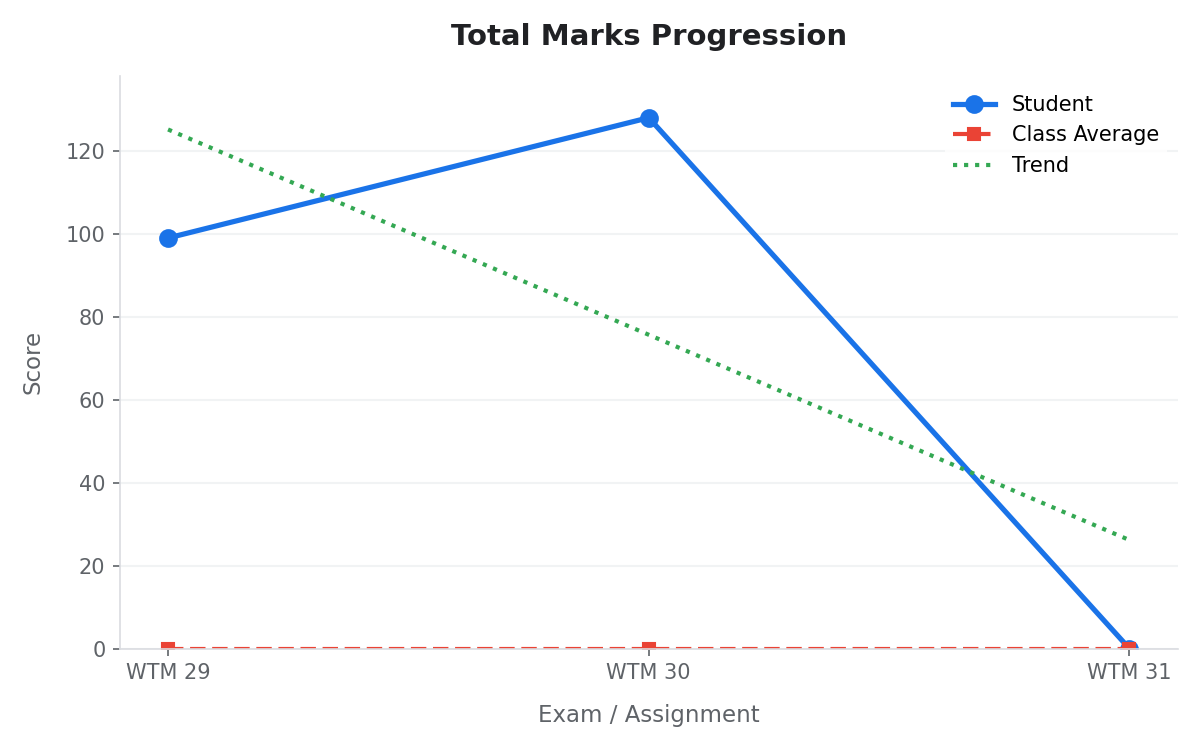 Total Marks Progression
Student
Class Average
Trend
120
100
80
60
40
20
0
Score
WTM 29 WTM 30 WTM 31
Exam / Assignment